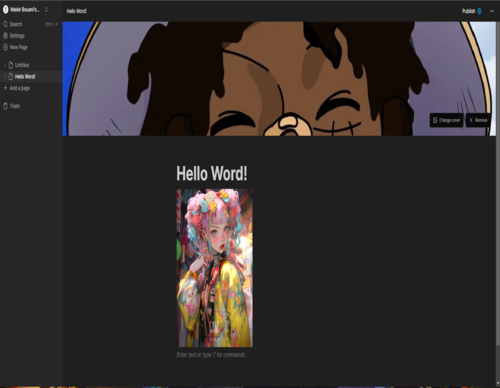 Malek Bouani's...
Search
Ctrl + K
Settings
New Page
Untitled
Hello Word!
Add a page
Trash
Hello Word!
Publish
Change cover
Remove
Hello Word!
Enter text or type '/' for commands